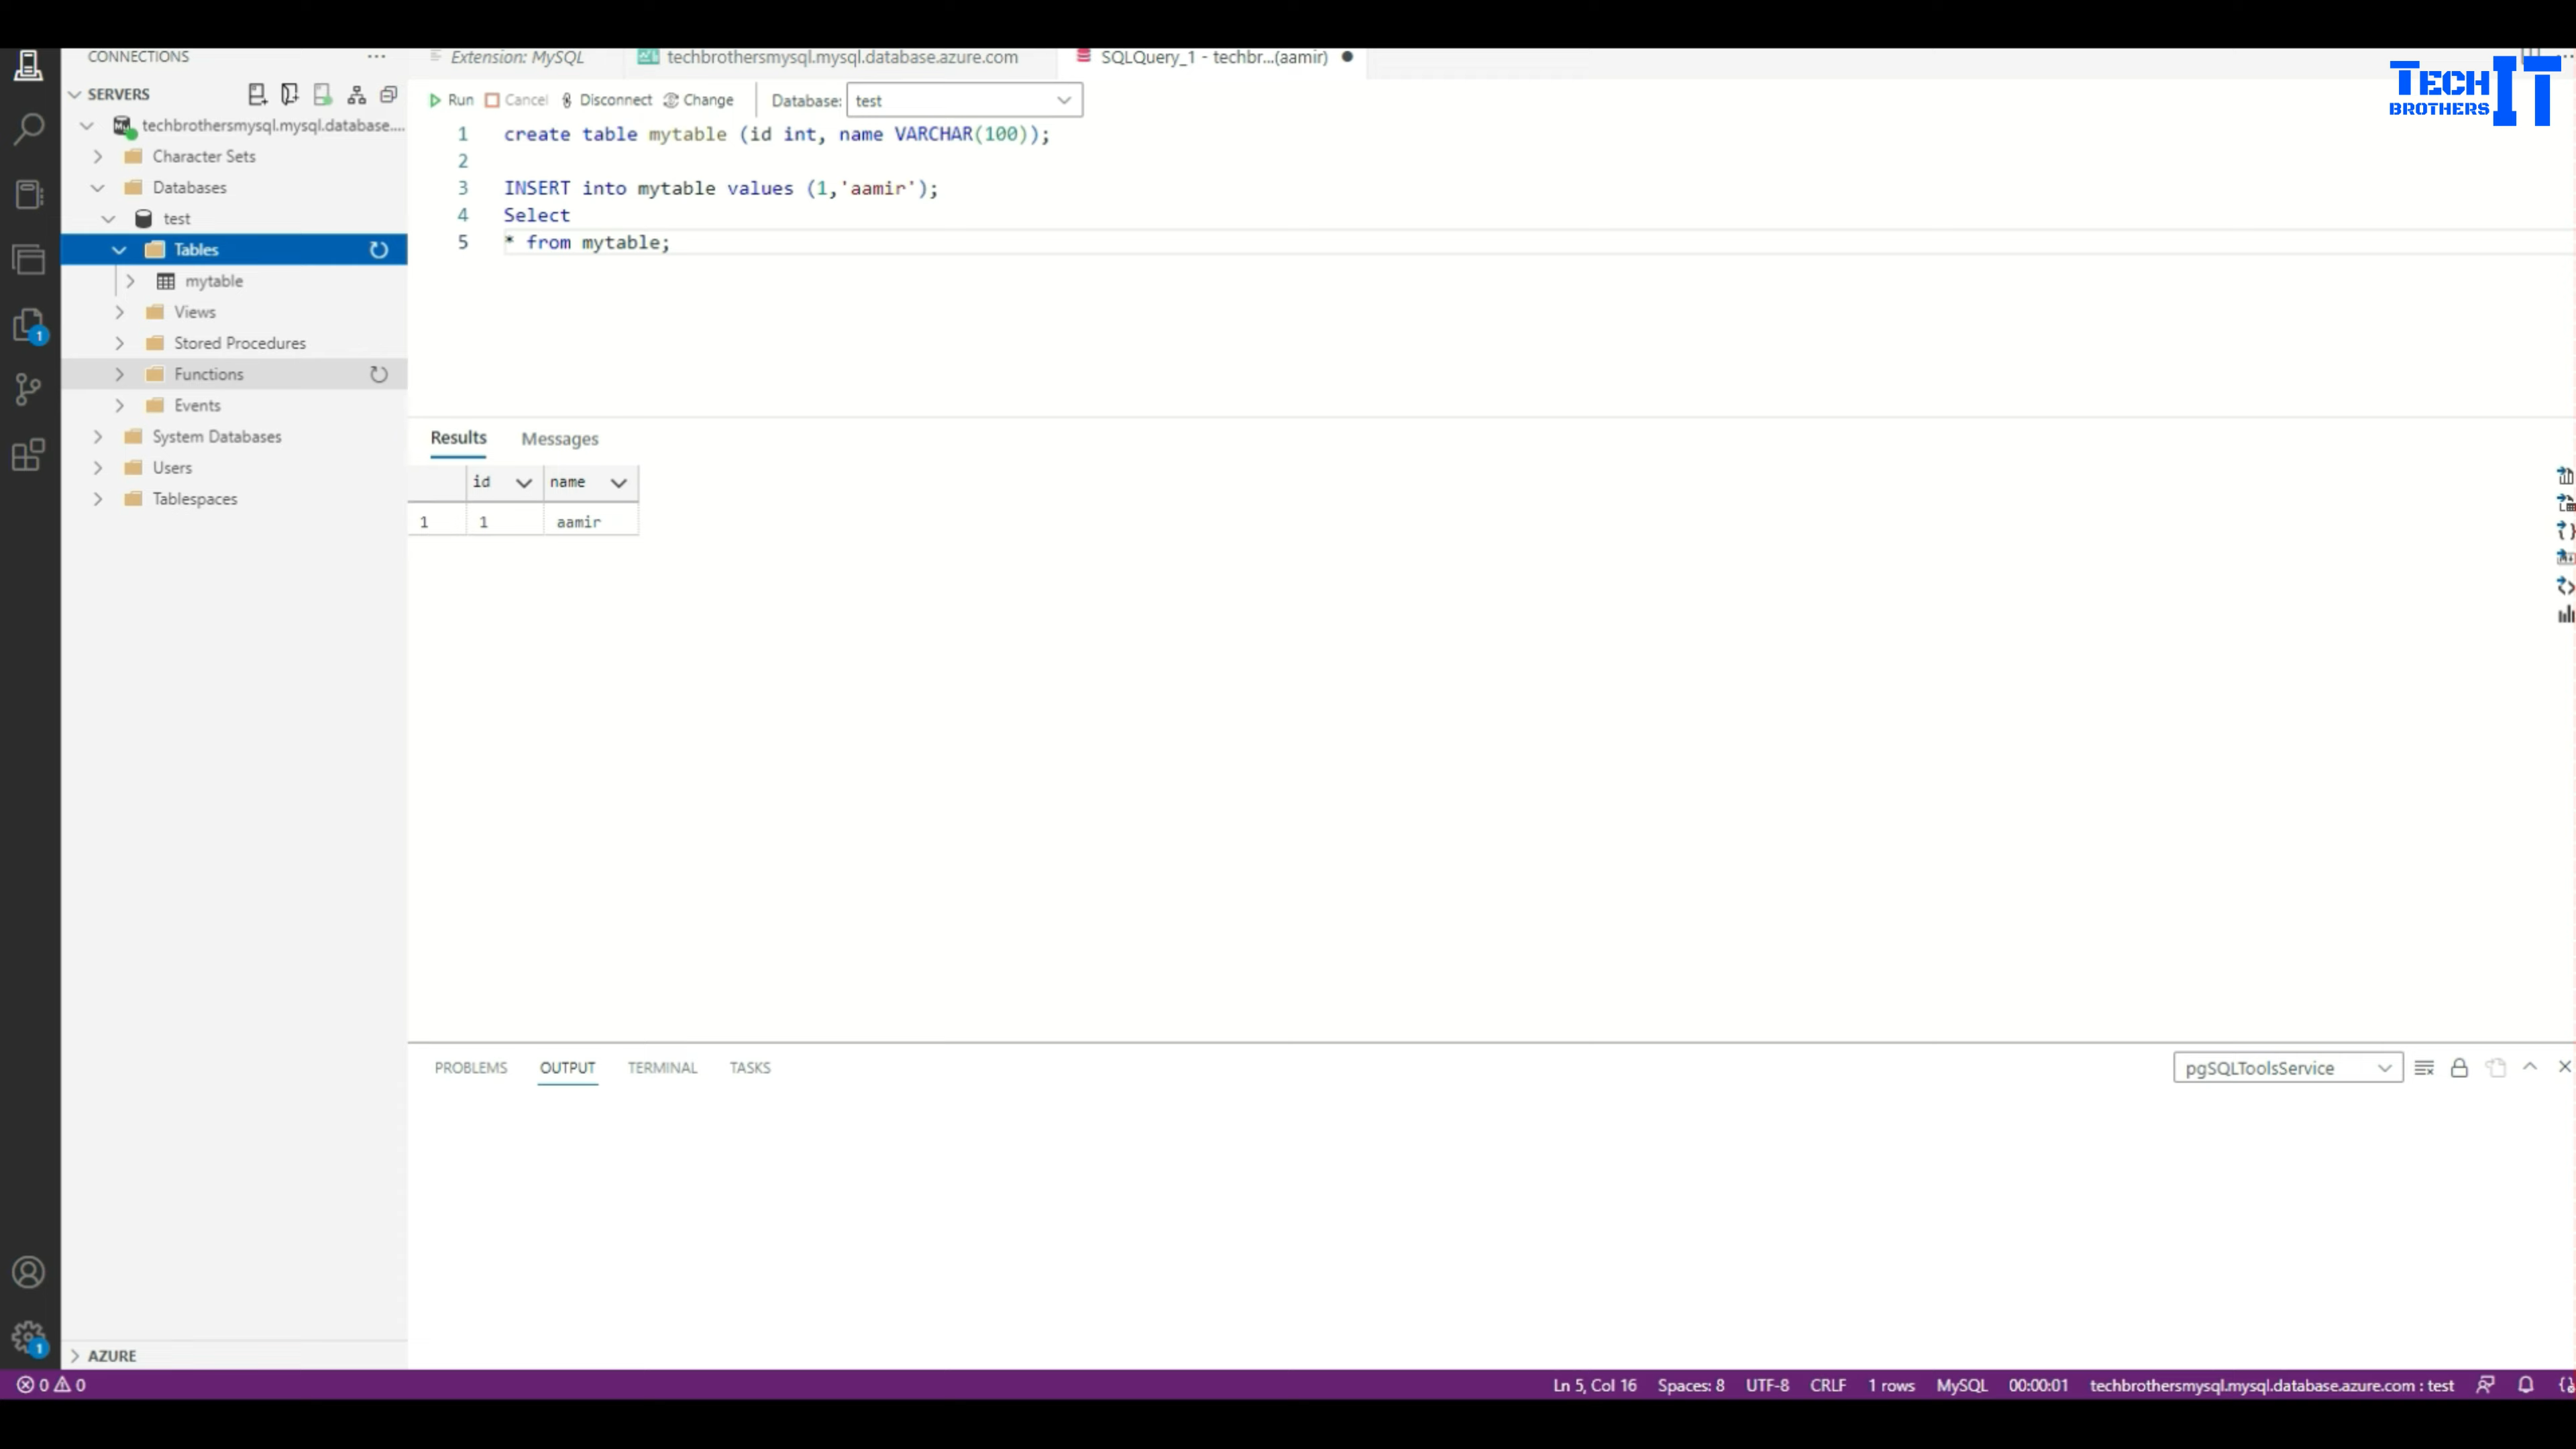 CONNECTIONS
Extension: MySQL
techbrothersmysql.mysql.database.azure.com
SQLQuery_1 - techbr...(aamir)
TECH
BROTHERS
IT
SERVERS
Run
Cancel
Disconnect
Change
Database:
test
techbrothersmysql.mysql.database....
Character Sets
Databases
test
Tables
mytable
Views
Stored Procedures
Functions
Events
System Databases
Users
Tablespaces
1 create table mytable (id int, name VARCHAR(100));
2
3 INSERT into mytable values (1,'aamir');
4 Select
5 * from mytable;
1
Results
Messages
id name
1 1 aamir
PROBLEMS
OUTPUT
TERMINAL
TASKS
pgSQLToolsService
1
AZURE
0 0
Ln 5, Col 16
Spaces: 8
UTF-8
CRLF
1 rows
MySQL
00:00:01
techbrothersmysql.mysql.database.azure.com : test